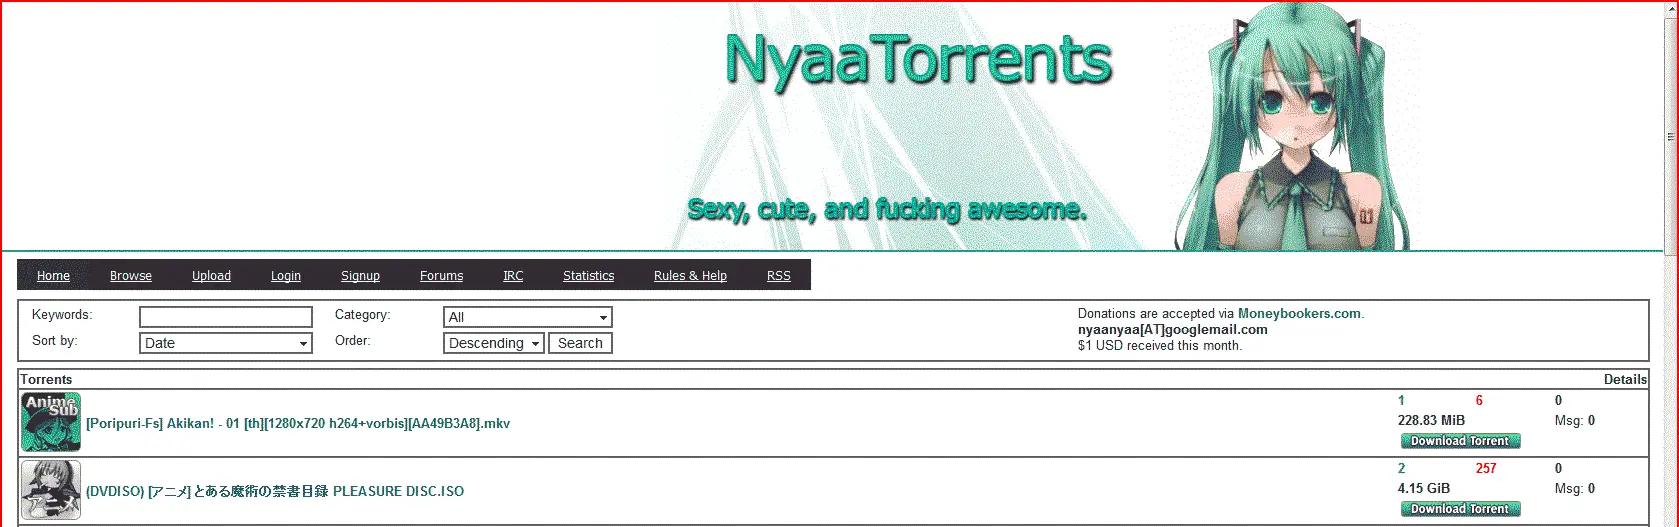 NyaaTorrents
Sexy, cute, and fucking awesome.
01
Home Browse Upload Login Signup Forums IRC Statistics Rules & Help RSS
Keywords: Category: All
Sort by: Date Order: Descending Search
Donations are accepted via Moneybookers.com.
nyaanyaa[AT]googlemail.com
$1 USD received this month.
Torrents Details
Anime
Sub
[Poripuri-Fs] Akikan! - 01 [th][1280x720 h264+vorbis][AA49B3A8].mkv
1 6 0
228.83 MiB Msg: 0
Download Torrent
アニメ
(DVDISO) [アニメ] とある魔術の禁書目録 PLEASURE DISC.ISO
2 257 0
4.15 GiB Msg: 0
Download Torrent